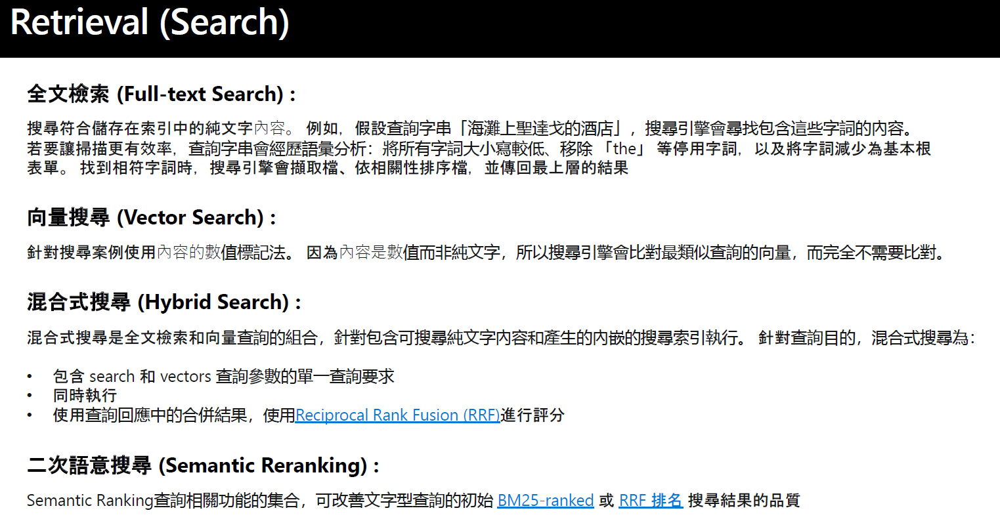 Retrieval (Search)
全文檢索 (Full-text Search) :
搜尋符合儲存在索引中的純文字內容。 例如，假設查詢字串「海灘上聖達戈的酒店」，搜尋引擎會尋找包含這些字詞的內容。
若要讓掃描更有效率，查詢字串會經歷語彙分析：將所有字詞大小寫較低、移除 「the」 等停用字詞，以及將字詞減少為基本根
表單。 找到相符字詞時，搜尋引擎會擷取檔、依相關性排序檔，並傳回最上層的結果
向量搜尋 (Vector Search) :
針對搜尋案例使用內容的數值標記法。 因為內容是數值而非純文字，所以搜尋引擎會比對最類似查詢的向量，而完全不需要比對。
混合式搜尋 (Hybrid Search) :
混合式搜尋是全文檢索和向量查詢的組合，針對包含可搜尋純文字內容和產生的內嵌的搜尋索引執行。 針對查詢目的，混合式搜尋為：
• 包含 search 和 vectors 查詢參數的單一查詢要求
• 同時執行
• 使用查詢回應中的合併結果，使用Reciprocal Rank Fusion (RRF)進行評分
二次語意搜尋 (Semantic Reranking) :
Semantic Ranking查詢相關功能的集合，可改善文字型查詢的初始 BM25-ranked 或 RRF 排名 搜尋結果的品質